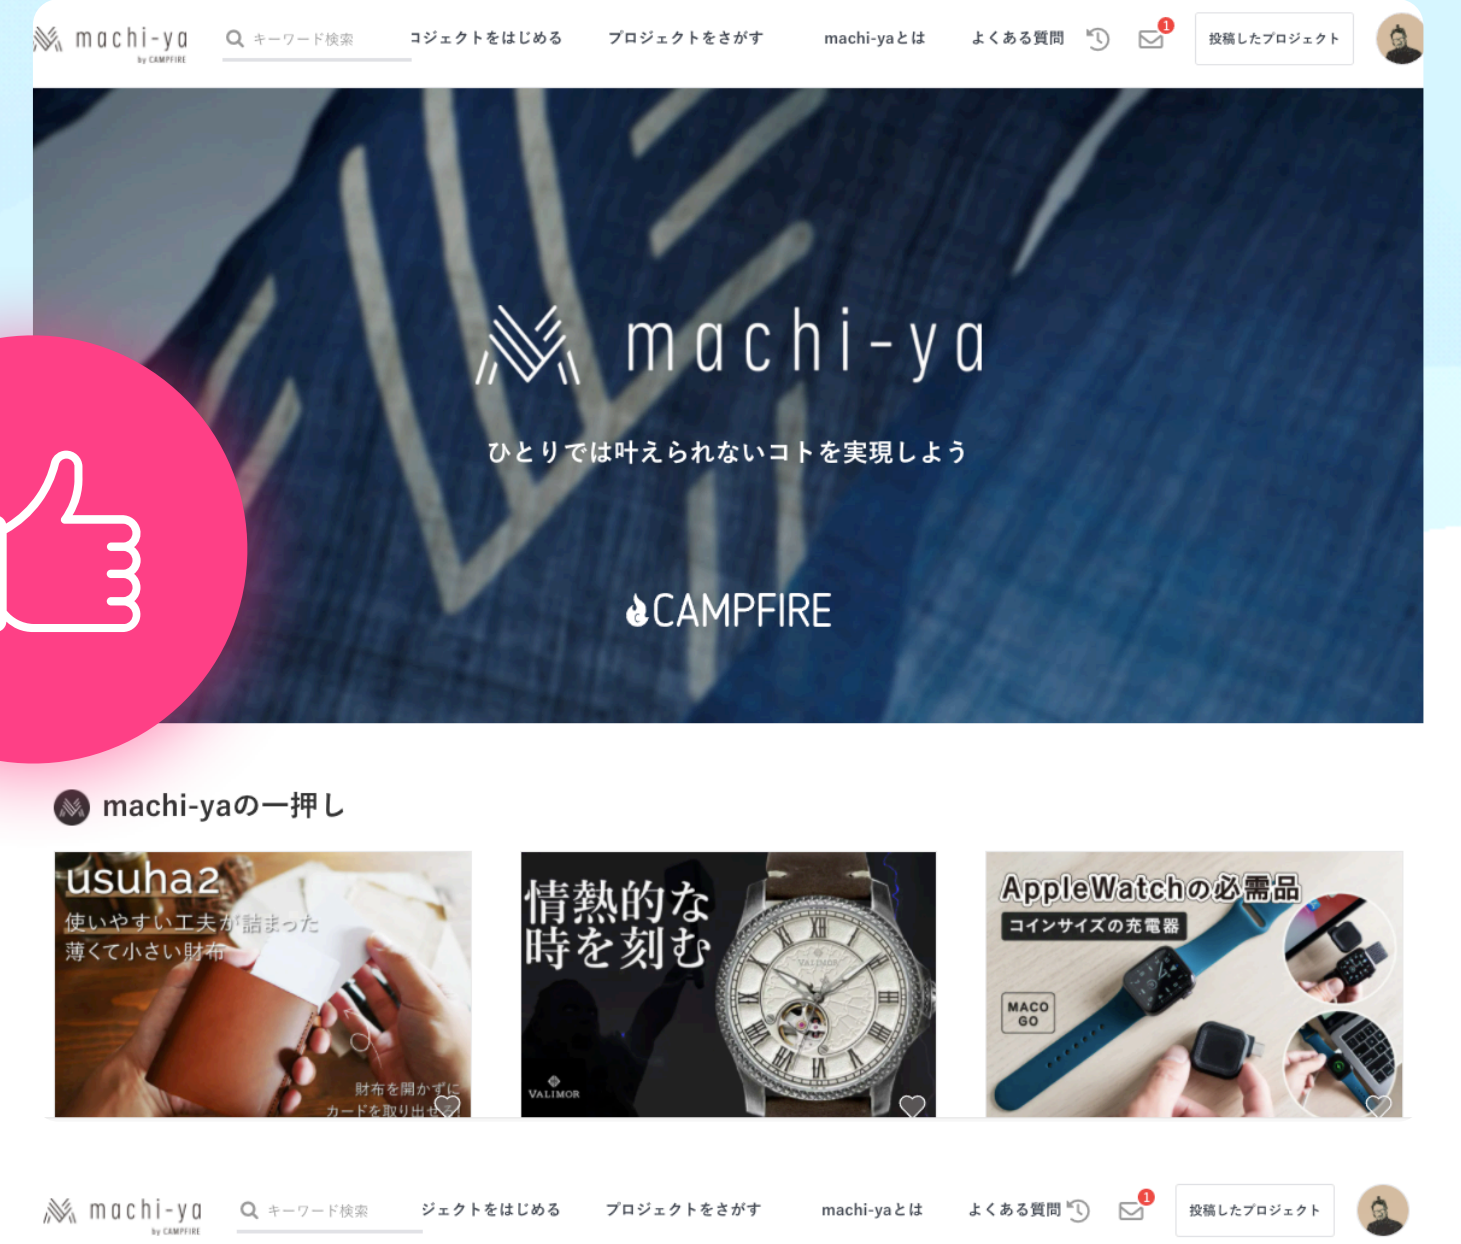 machi-ya
by CAMPFIRE
キーワード検索
コジェクトをはじめる
プロジェクトをさがす
machi-yaとは
よくある質問
1
投稿したプロジェクト
machi-ya
ひとりでは叶えられないコトを実現しよう
CAMPFIRE
machi-yaの一押し
usuha2
使いやすい工夫が詰まった
薄くて小さい財布
財布を開かずに
カードを取り出せる!
情熱的な
時を刻む
VALIMOR
VALIMOR
AppleWatchの必需品
コインサイズの充電器
MACO
GO
machi-ya
by CAMPFIRE
キーワード検索
ジェクトをはじめる
プロジェクトをさがす
machi-yaとは
よくある質問
1
投稿したプロジェクト